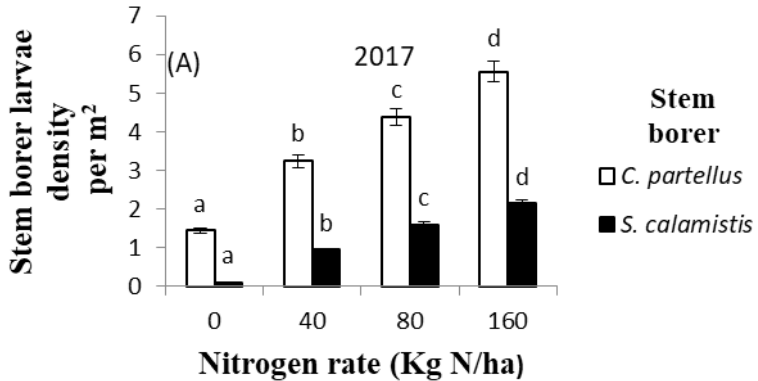 7
6
5
4
3
2
1
0
Stem borer larvae
density
per m²
(A)
2017
a
a
b
b
c
c
d
d
0 40 80 160
Nitrogen rate (Kg N/ha)
Stem
borer
C. partellus
S. calamistis